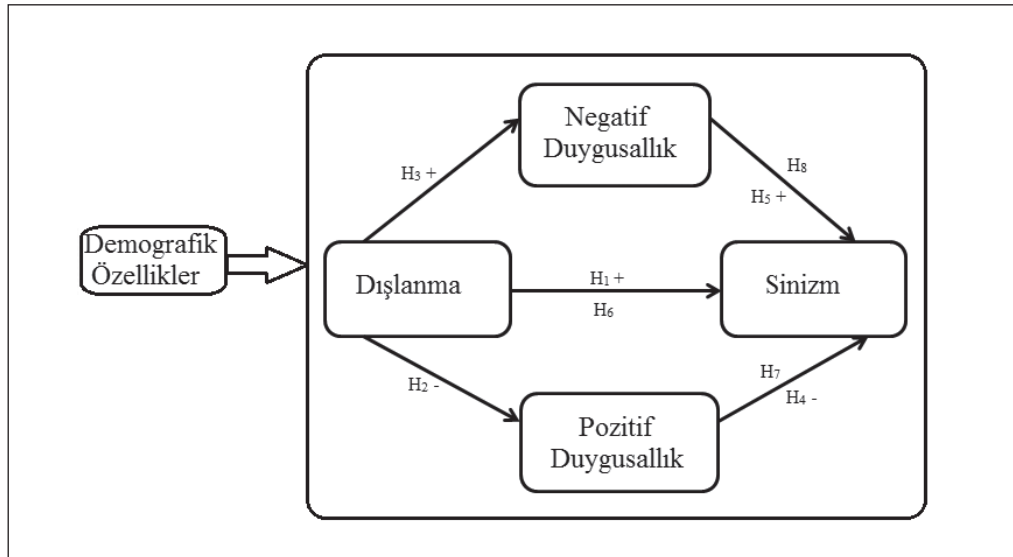 Negatif
Duygusallık
H₃ +
H₈
H₅ +
Demografik
Özellikler
Dışlanma
H₁ +
H₆
Sinizm
H₂ -
H₇
H₄ -
Pozitif
Duygusallık